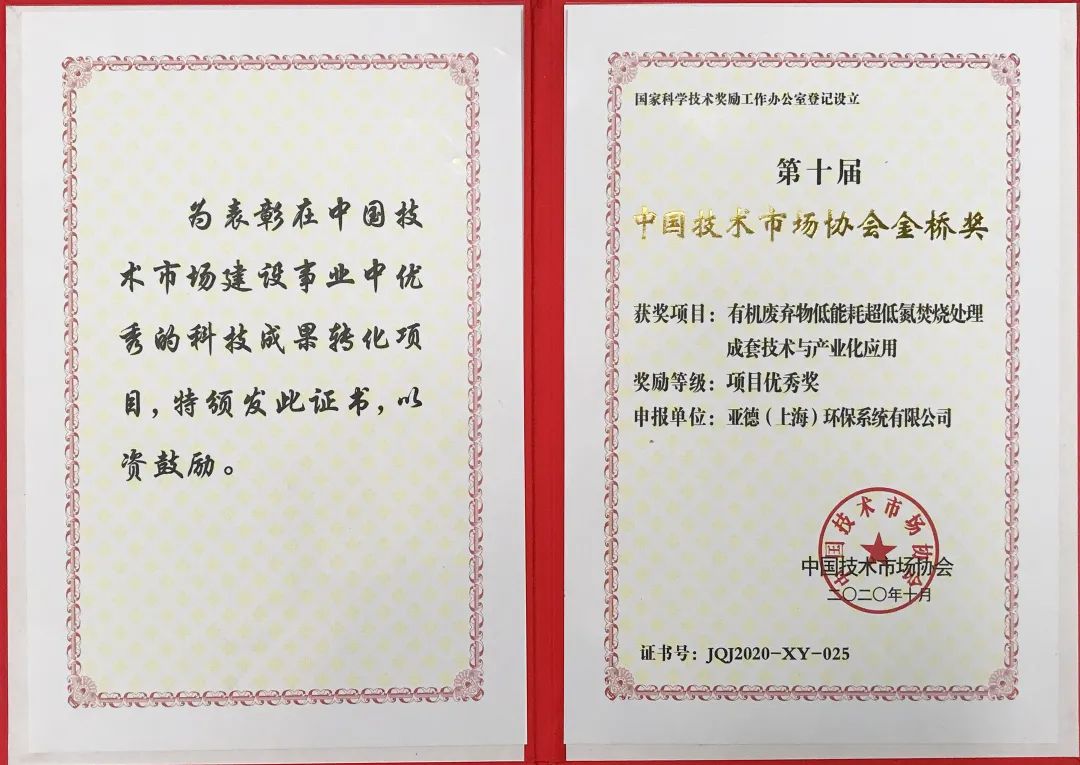 为表彰在中国技
术市场建设事业中优
秀的科技成果转化项
目，特颁发此证书，以
资鼓励。
国家科学技术奖励工作办公室登记设立
第十届
中国技术市场协会金桥奖
获奖项目：有机废弃物低能耗超低氮焚烧处理
成套技术与产业化应用
奖励等级：项目优秀奖
申报单位：亚德（上海）环保系统有限公司
中国技术市场协会
中国技术市场协会
二〇二〇年十月
证书号：JQJ2020-XY-025